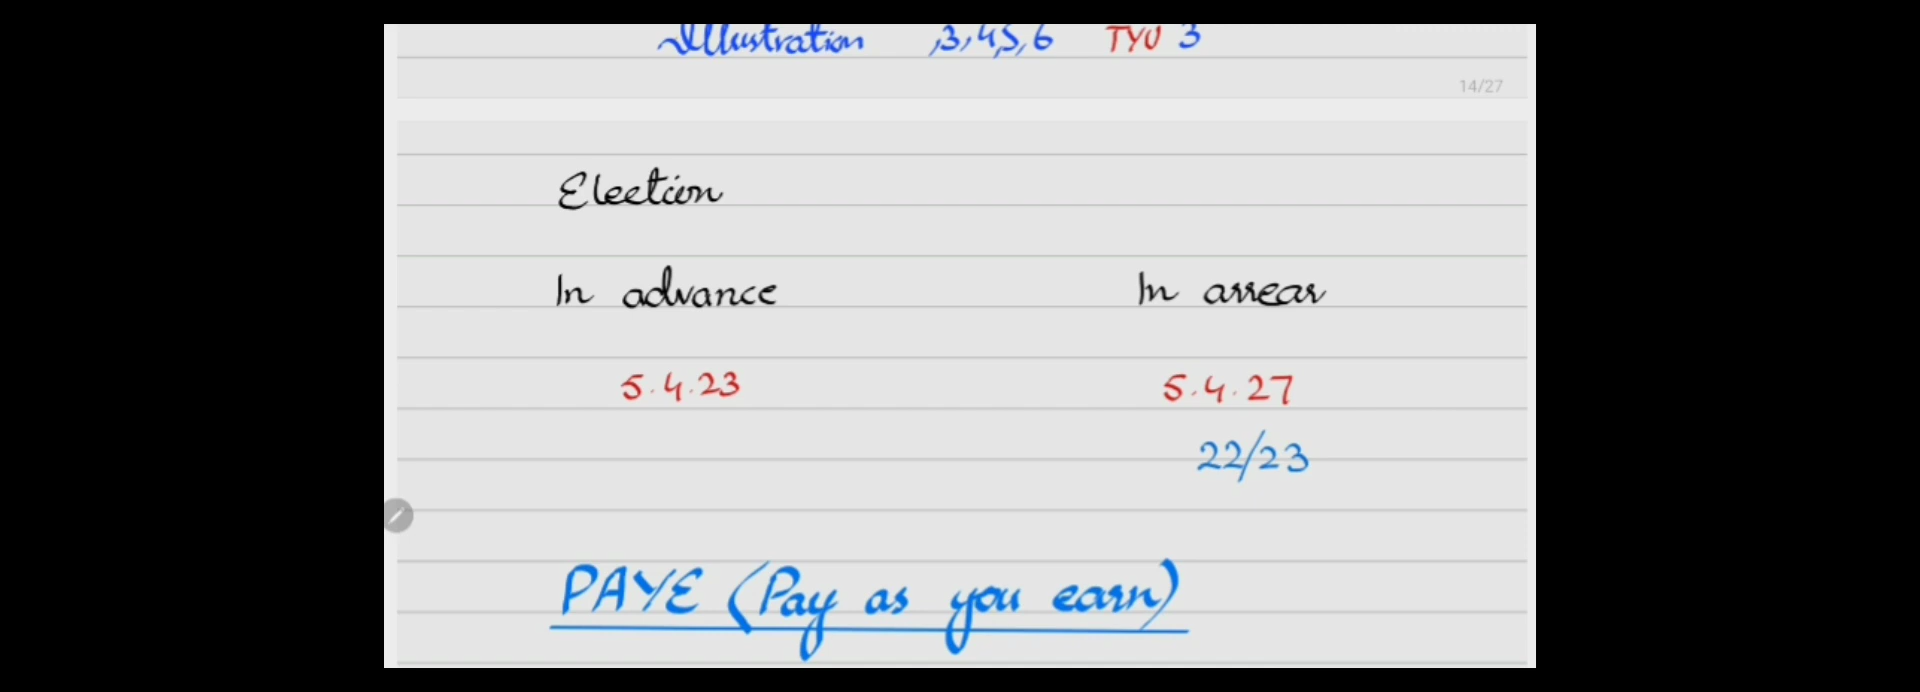 Illustration ,3,4,5,6 TYU 3
14/27
Election
In advance In arrear
5.4.23 5.4.27
22/23
PAYE (Pay as you earn)